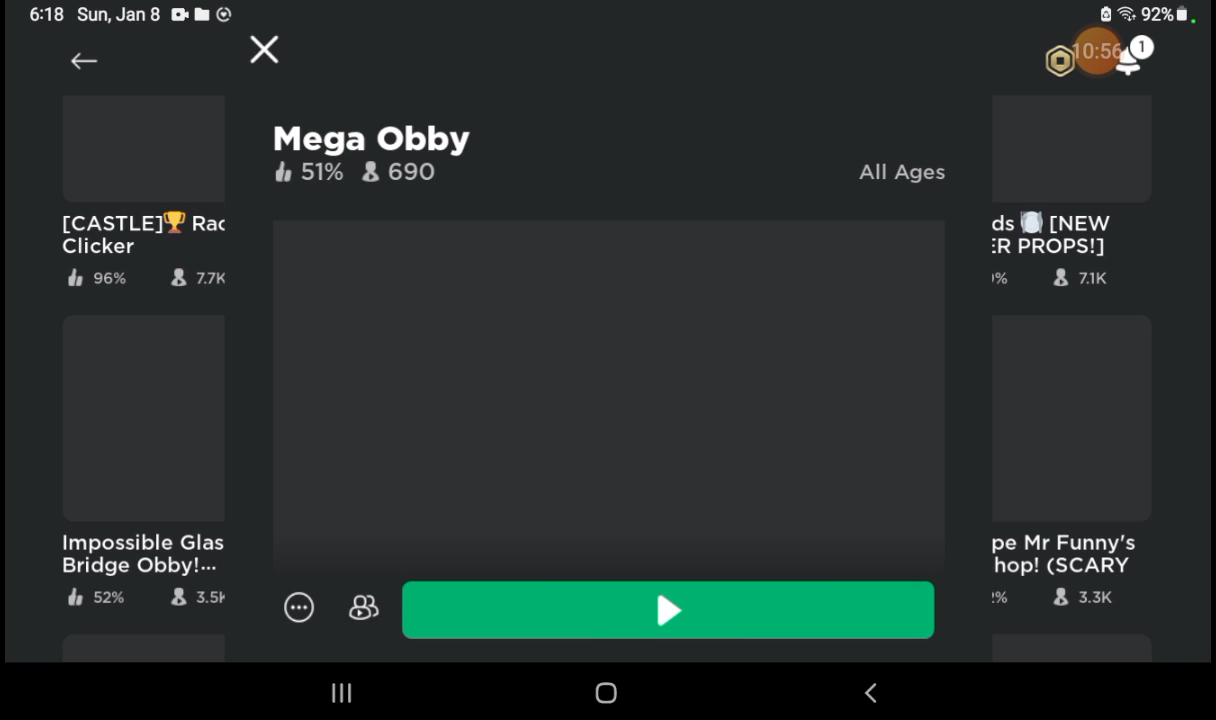 6:18 Sun, Jan 8
92%
10:56
1
Mega Obby
51% 690
All Ages
[CASTLE]🏆 Rac
Clicker
96% 7.7K
ds 🍽 [NEW
ER PROPS!]
% 7.1K
Impossible Glas
Bridge Obby!...
52% 3.5K
pe Mr Funny's
hop! (SCARY
% 3.3K